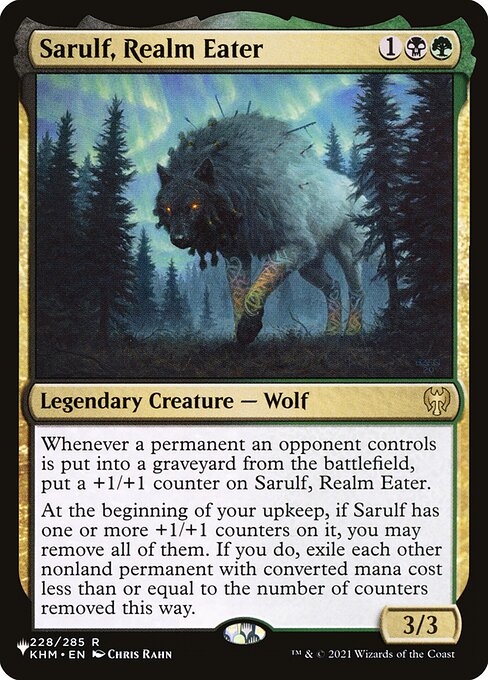 Sarulf, Realm Eater 1
Legendary Creature — Wolf
Whenever a permanent an opponent controls
is put into a graveyard from the battlefield,
put a +1/+1 counter on Sarulf, Realm Eater.
At the beginning of your upkeep, if Sarulf has
one or more +1/+1 counters on it, you may
remove all of them. If you do, exile each other
nonland permanent with converted mana cost
less than or equal to the number of counters
removed this way.
3/3
228/285 R
KHM • EN Chris Rahn
™ & © 2021 Wizards of the Coast